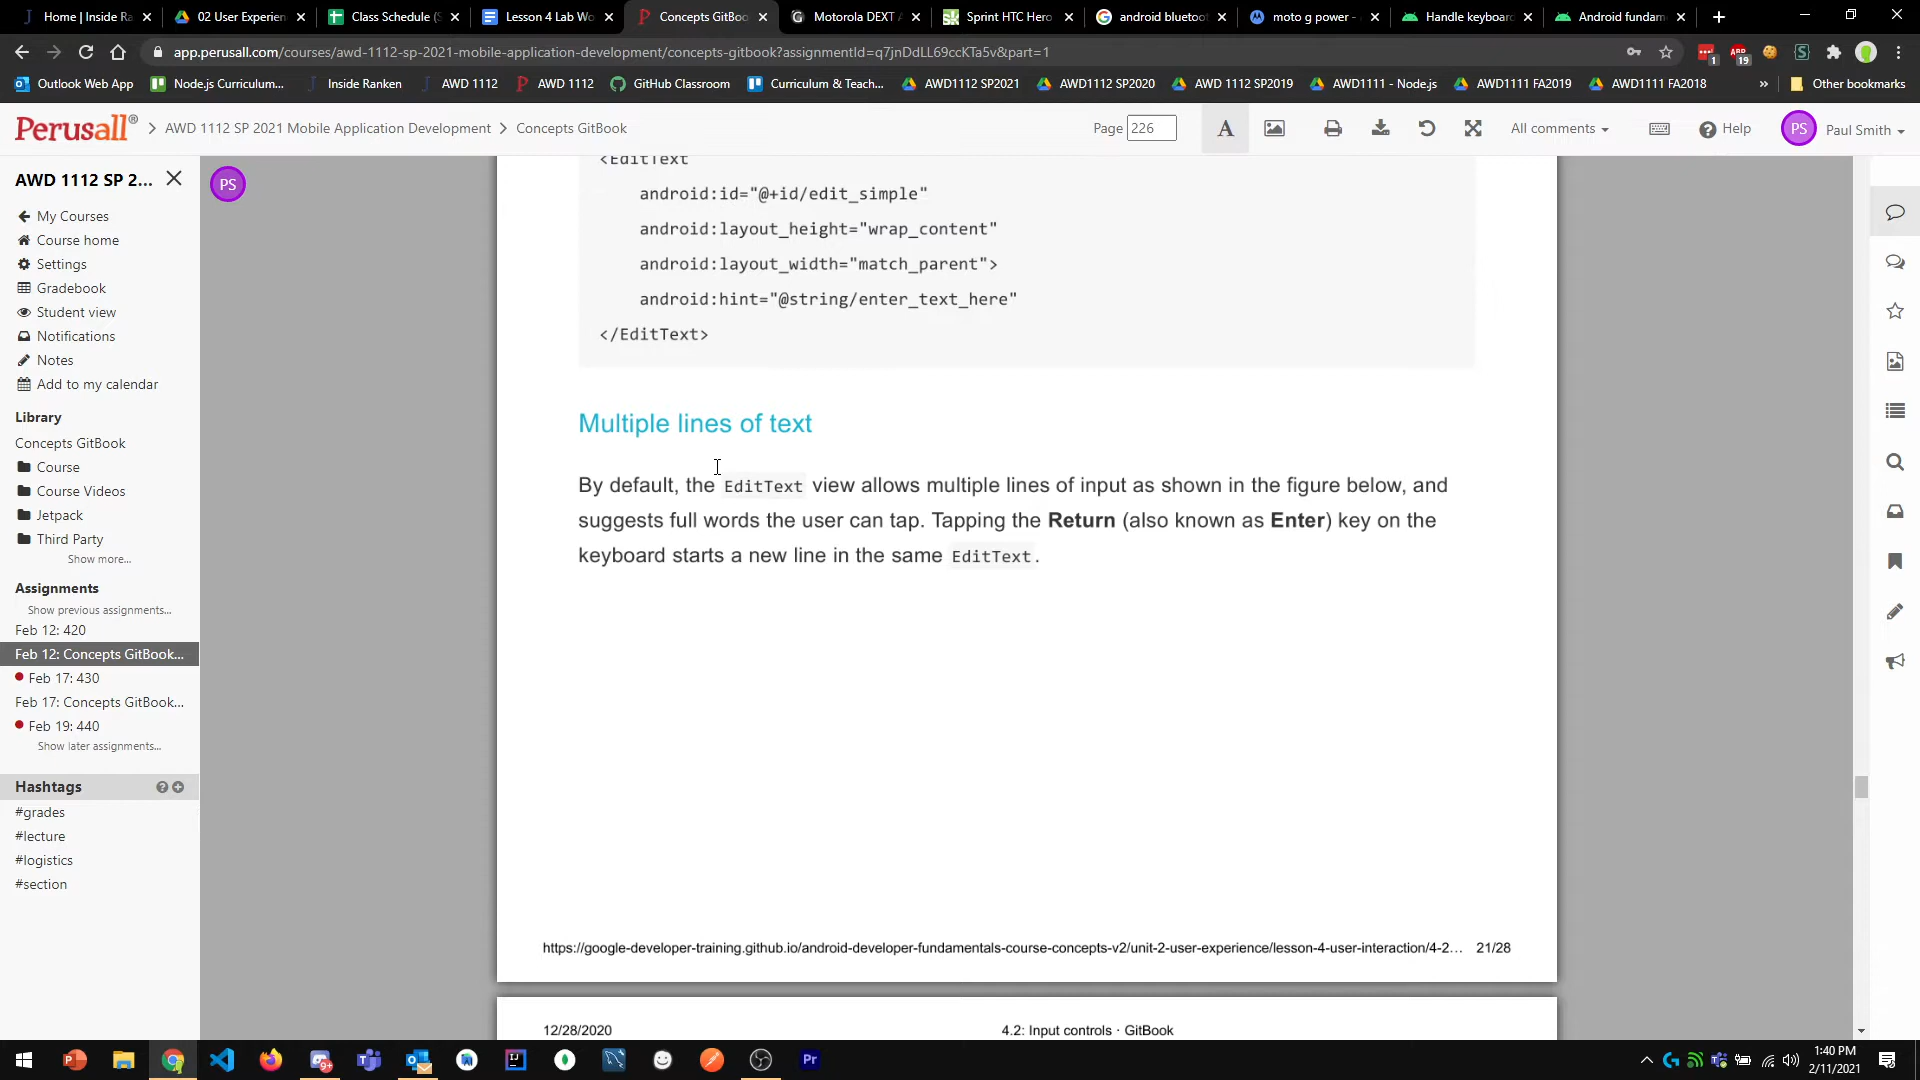 Home | Inside Ra
02 User Experien
Class Schedule (S
Lesson 4 Lab Wo
Concepts GitBoo
Motorola DEXT A
Sprint HTC Hero
android bluetoot
moto g power -
Handle keyboard
Android fundam
app.perusall.com/courses/awd-1112-sp-2021-mobile-application-development/concepts-gitbook?assignmentId=q7jnDdLL69ccKTa5v&part=1
1
19
Outlook Web App
Node.js Curriculum...
Inside Ranken
AWD 1112
AWD 1112
GitHub Classroom
Curriculum & Teach...
AWD1112 SP2021
AWD1112 SP2020
AWD1112 SP2019
AWD1111 - Node.js
AWD1111 FA2019
AWD1111 FA2018
»
Other bookmarks
Perusall®
AWD 1112 SP 2021 Mobile Application Development
Concepts GitBook
Page 226
A
All comments
Help
PS
Paul Smith
AWD 1112 SP 2...
My Courses
Course home
Settings
Gradebook
Student view
Notifications
Notes
Add to my calendar
Library
Concepts GitBook
Course
Course Videos
Jetpack
Third Party
Show more...
Assignments
Show previous assignments...
Feb 12: 420
Feb 12: Concepts GitBook...
Feb 17: 430
Feb 17: Concepts GitBook...
Feb 19: 440
Show later assignments...
Hashtags
#grades
#lecture
#logistics
#section
PS
<EditText
android:id="@+id/edit_simple"
android:layout_height="wrap_content"
android:layout_width="match_parent">
android:hint="@string/enter_text_here"
</EditText>
Multiple lines of text
By default, the EditText view allows multiple lines of input as shown in the figure below, and
suggests full words the user can tap. Tapping the Return (also known as Enter) key on the
keyboard starts a new line in the same EditText.
https://google-developer-training.github.io/android-developer-fundamentals-course-concepts-v2/unit-2-user-experience/lesson-4-user-interaction/4-2... 21/28
12/28/2020
4.2: Input controls · GitBook
9+
Pr
1:40 PM
2/11/2021